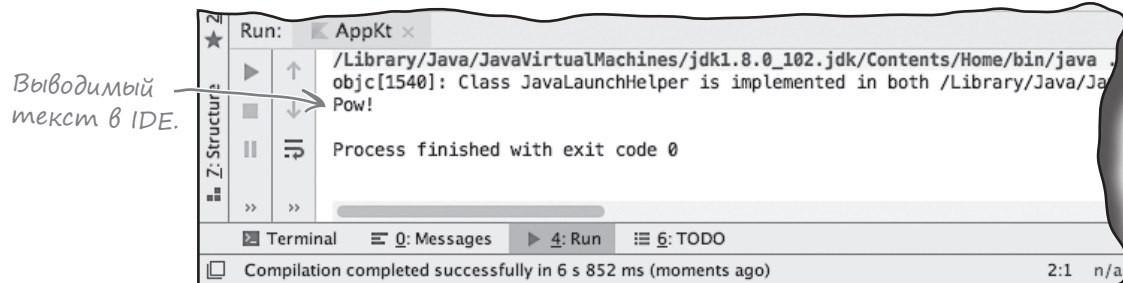 Run: AppKt
/Library/Java/JavaVirtualMachines/jdk1.8.0_102.jdk/Contents/Home/bin/java .
objc[1540]: Class JavaLaunchHelper is implemented in both /Library/Java/Ja
Pow!
Process finished with exit code 0
Выводимый
текст в IDE.
Z: Structure
Terminal 0: Messages 4: Run 6: TODO
Compilation completed successfully in 6 s 852 ms (moments ago) 2:1 n/a